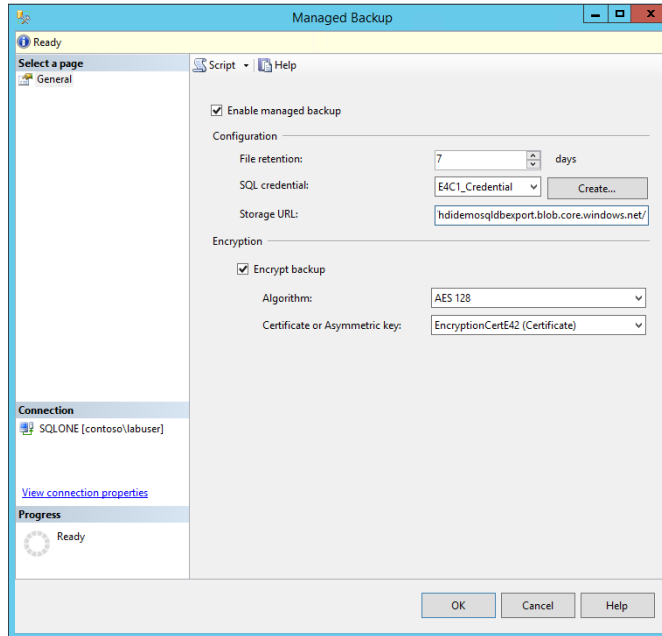 Managed Backup
Ready
Select a page
General
Script
Help
Enable managed backup
Configuration
File retention:
7
days
SQL credential:
E4C1_Credential
Create...
Storage URL:
hdidemosqldbexport.blob.core.windows.net/
Encryption
Encrypt backup
Algorithm:
AES 128
Certificate or Asymmetric key:
EncryptionCertE42 (Certificate)
Connection
SQLONE [contoso\labuser]
View connection properties
Progress
Ready
OK
Cancel
Help